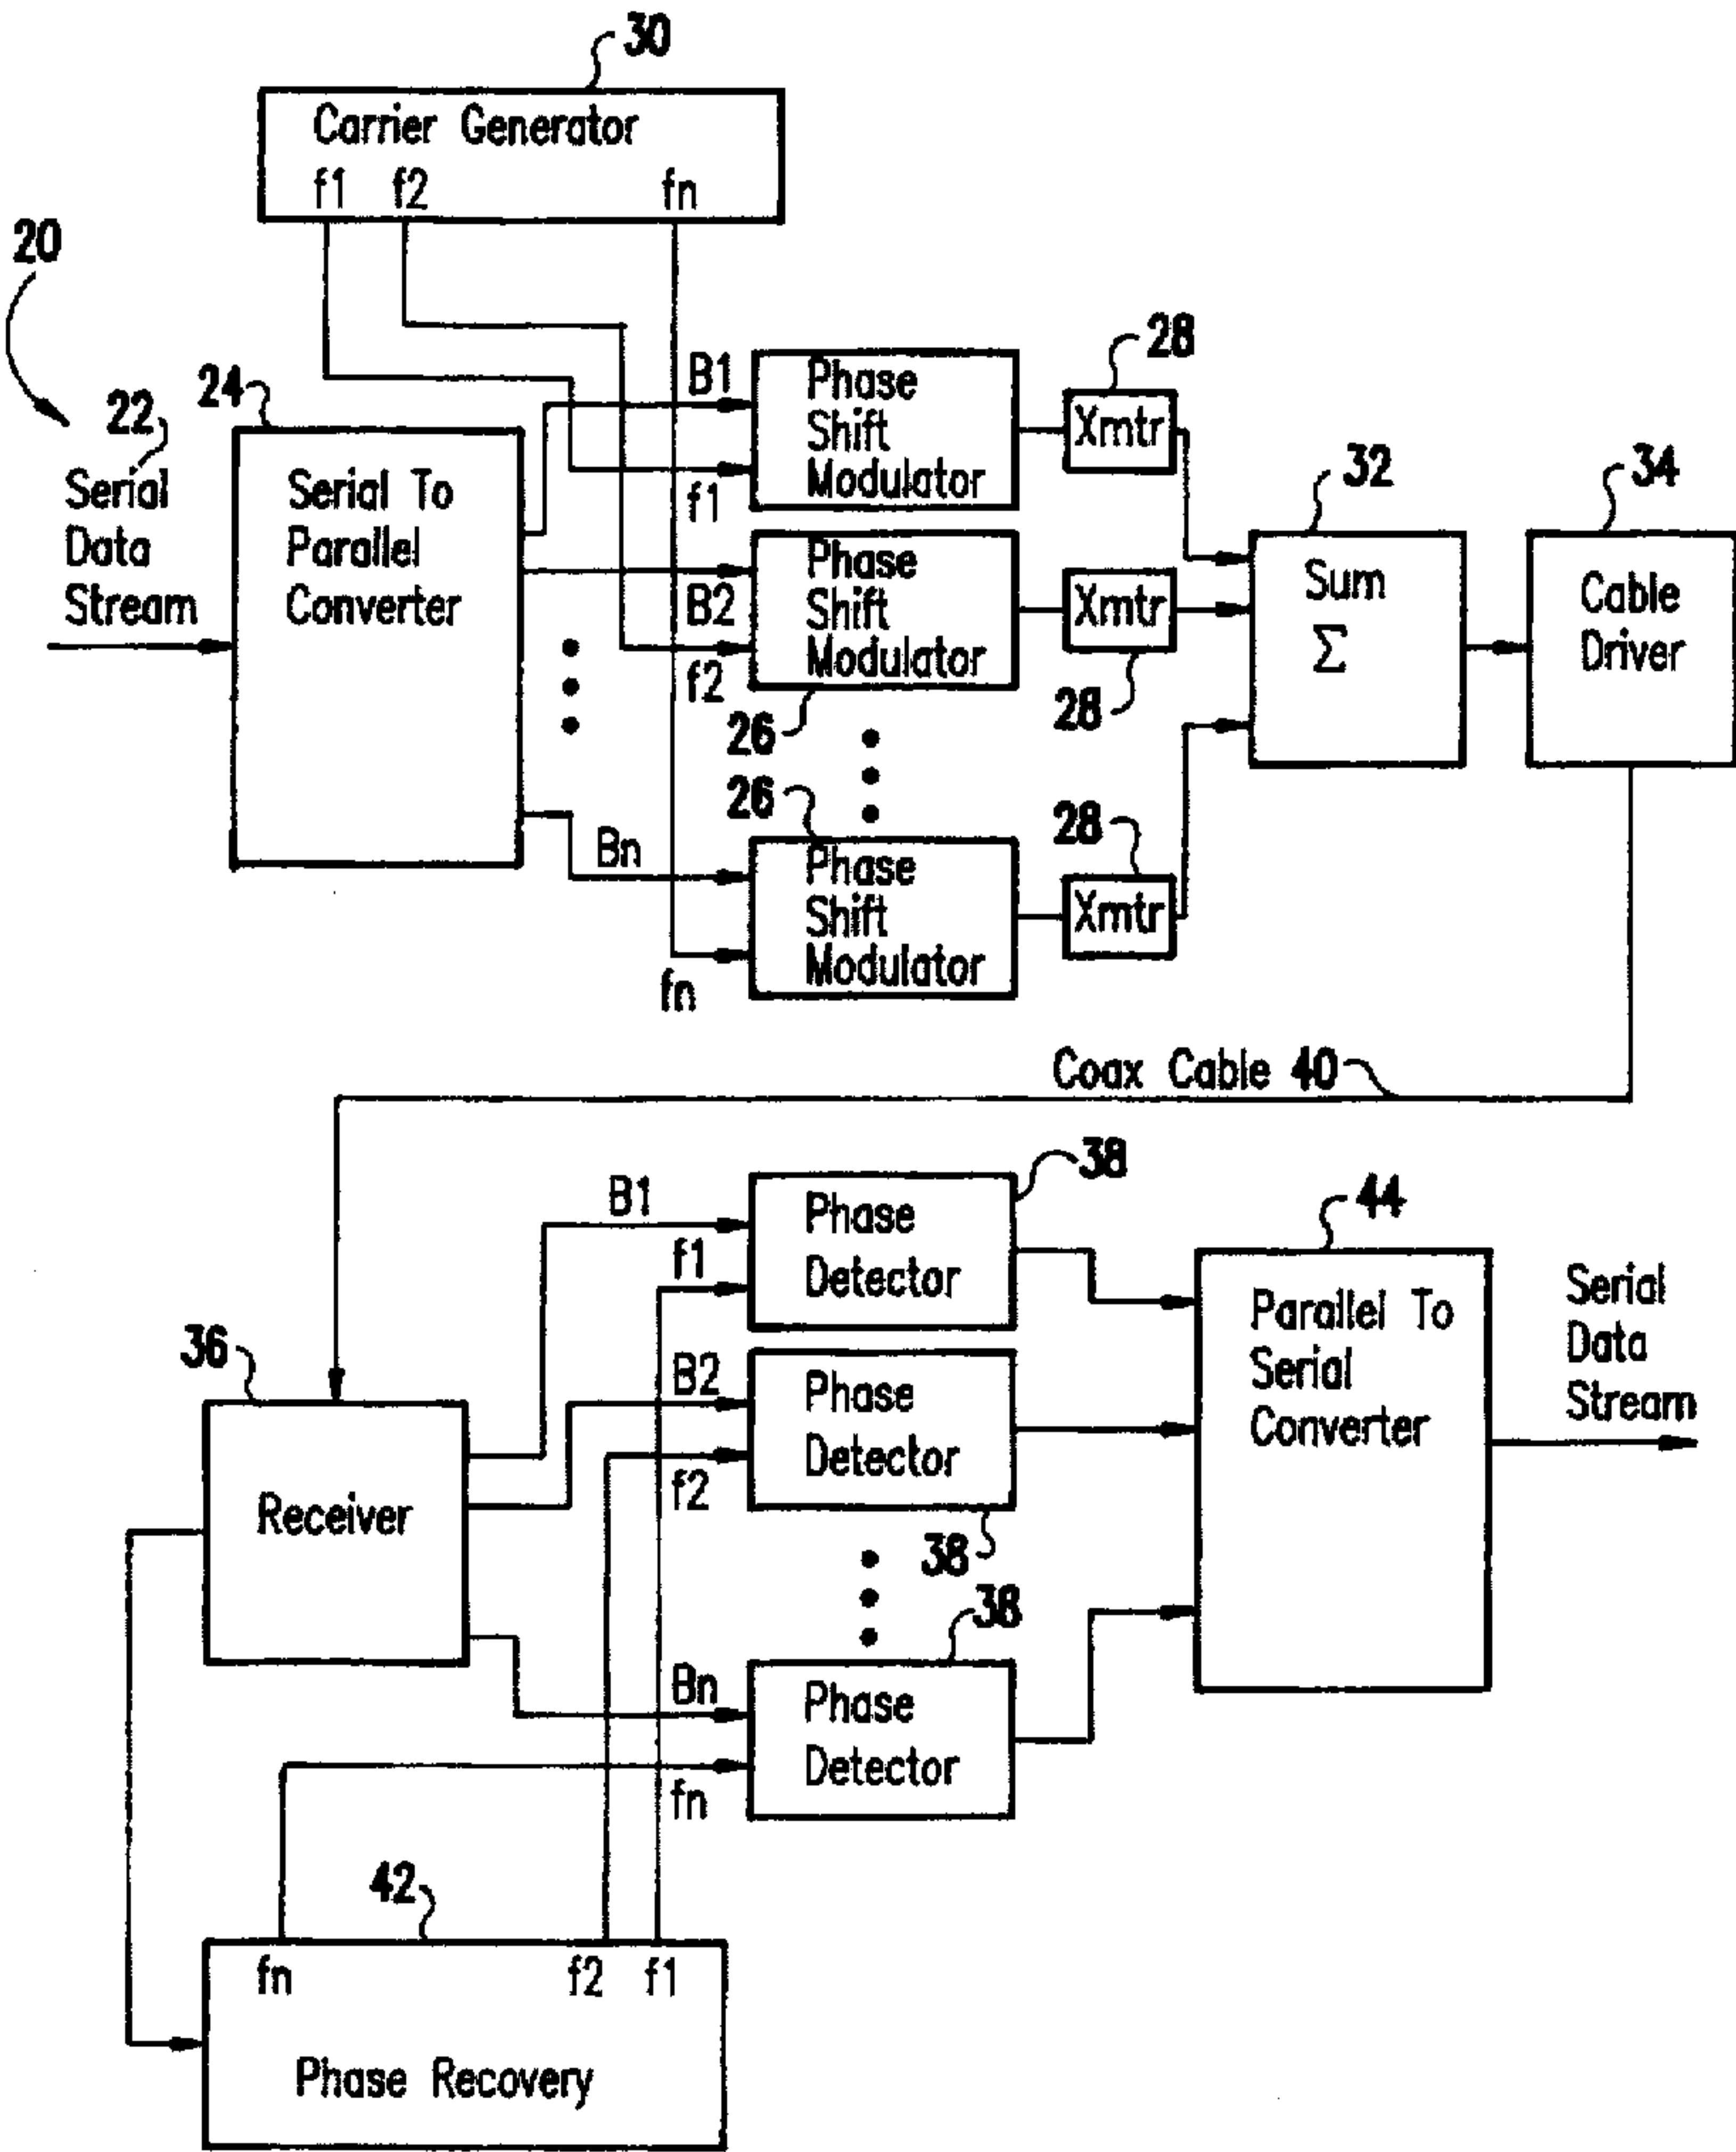 30
Carrier Generator
f1 f2 fn
20
22
Serial
Data
Stream
24
Serial To
Parallel
Converter
B1
f1
Phase
Shift
Modulator
28
Xmtr
B2
f2
Phase
Shift
Modulator
26
Xmtr
28
32
Sum
Σ
34
Cable
Driver
26
Bn
fn
Phase
Shift
Modulator
28
Xmtr
Coax Cable 40
38
B1
f1
Phase
Detector
44
Parallel To
Serial
Converter
Serial
Data
Stream
36
Receiver
B2
f2
Phase
Detector
38
38
Bn
fn
Phase
Detector
42
fn f2 f1
Phase Recovery